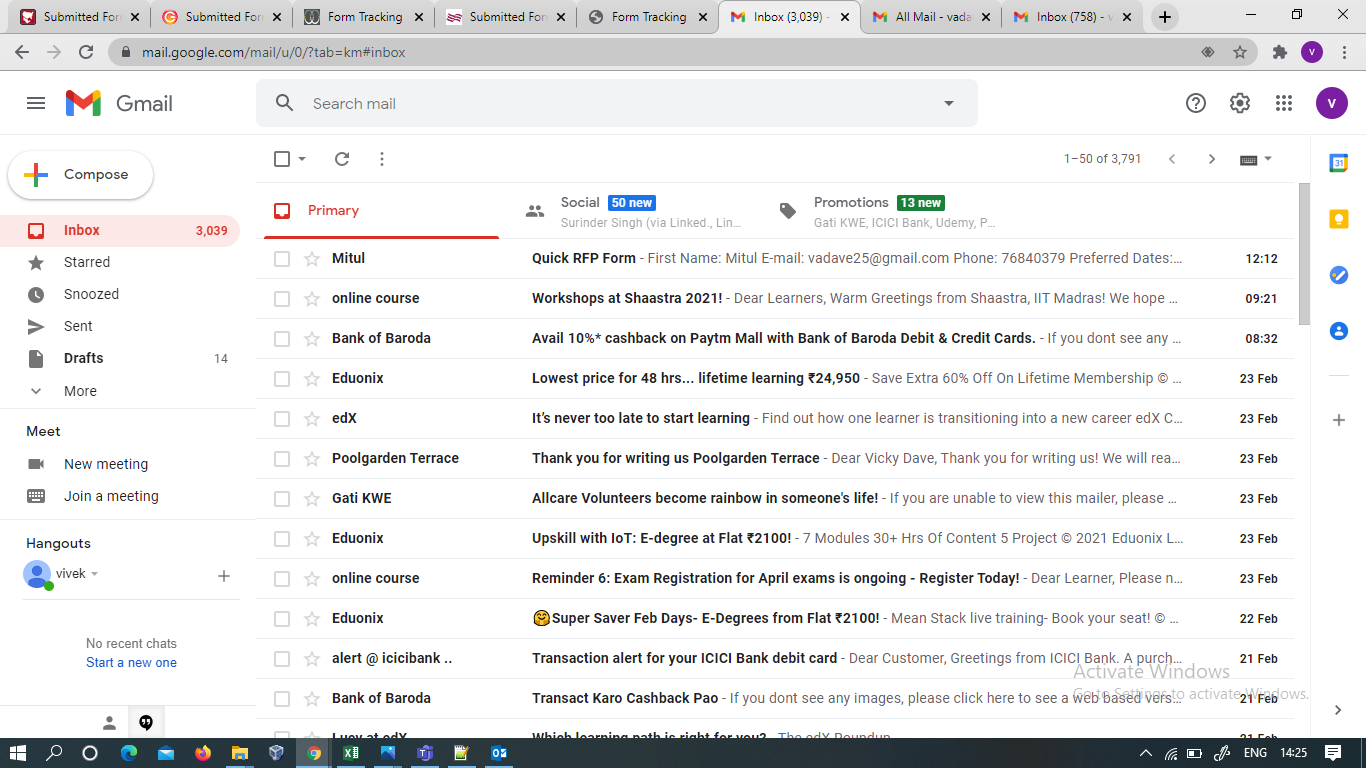 Submitted For
Submitted For
Form Tracking
Submitted For
Form Tracking
Inbox (3,039) -
All Mail - vada
Inbox (758) - v
mail.google.com/mail/u/0/?tab=km#inbox
V
Gmail
Search mail
V
Compose
1–50 of 3,791
31
Inbox 3,039
Starred
Snoozed
Sent
Drafts 14
More
Meet
New meeting
Join a meeting
Hangouts
vivek
No recent chats
Start a new one
Primary
Social 50 new
Surinder Singh (via Linked., Lin…
Promotions 13 new
Gati KWE, ICICI Bank, Udemy, P…
Mitul Quick RFP Form - First Name: Mitul E-mail: vadave25@gmail.com Phone: 76840379 Preferred Dates:… 12:12
online course Workshops at Shaastra 2021! - Dear Learners, Warm Greetings from Shaastra, IIT Madras! We hope … 09:21
Bank of Baroda Avail 10%* cashback on Paytm Mall with Bank of Baroda Debit & Credit Cards. - If you dont see any … 08:32
Eduonix Lowest price for 48 hrs... lifetime learning ₹24,950 - Save Extra 60% Off On Lifetime Membership © … 23 Feb
edX It's never too late to start learning - Find out how one learner is transitioning into a new career edX C… 23 Feb
Poolgarden Terrace Thank you for writing us Poolgarden Terrace - Dear Vicky Dave, Thank you for writing us! We will rea… 23 Feb
Gati KWE Allcare Volunteers become rainbow in someone's life! - If you are unable to view this mailer, please … 23 Feb
Eduonix Upskill with IoT: E-degree at Flat ₹2100! - 7 Modules 30+ Hrs Of Content 5 Project © 2021 Eduonix L… 23 Feb
online course Reminder 6: Exam Registration for April exams is ongoing - Register Today! - Dear Learner, Please n… 23 Feb
Eduonix 🤗Super Saver Feb Days- E-Degrees from Flat ₹2100! - Mean Stack live training- Book your seat! © … 22 Feb
alert @ icicibank .. Transaction alert for your ICICI Bank debit card - Dear Customer, Greetings from ICICI Bank. A purch… 21 Feb
Bank of Baroda Transact Karo Cashback Pao - If you dont see any images, please click here to see a web based vers… 21 Feb
Lucy at edX Which learning path is right for you? - The edX Roundup 21 Feb
Activate Windows
Go to Settings to activate Windows.
ENG 14:25